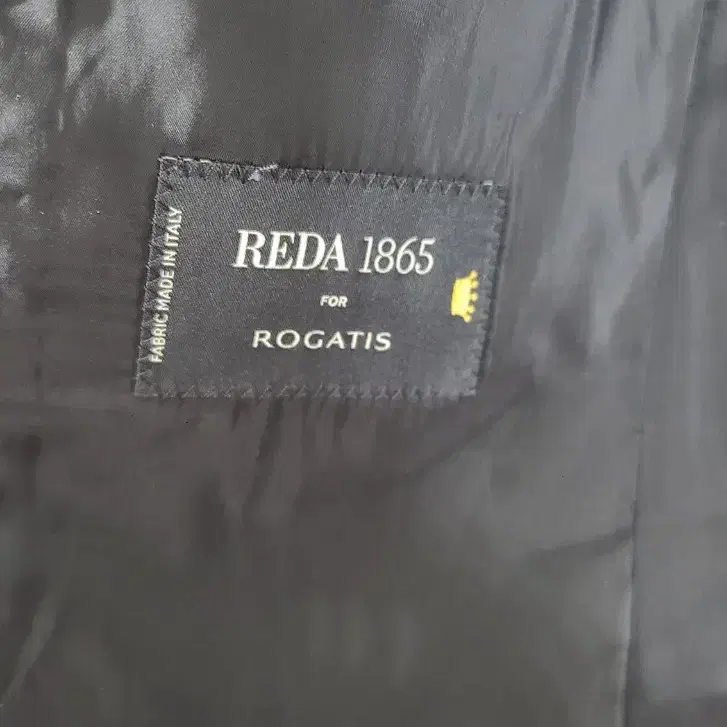 REDA 1865
FOR
ROGATIS
FABRIC MADE IN ITALY